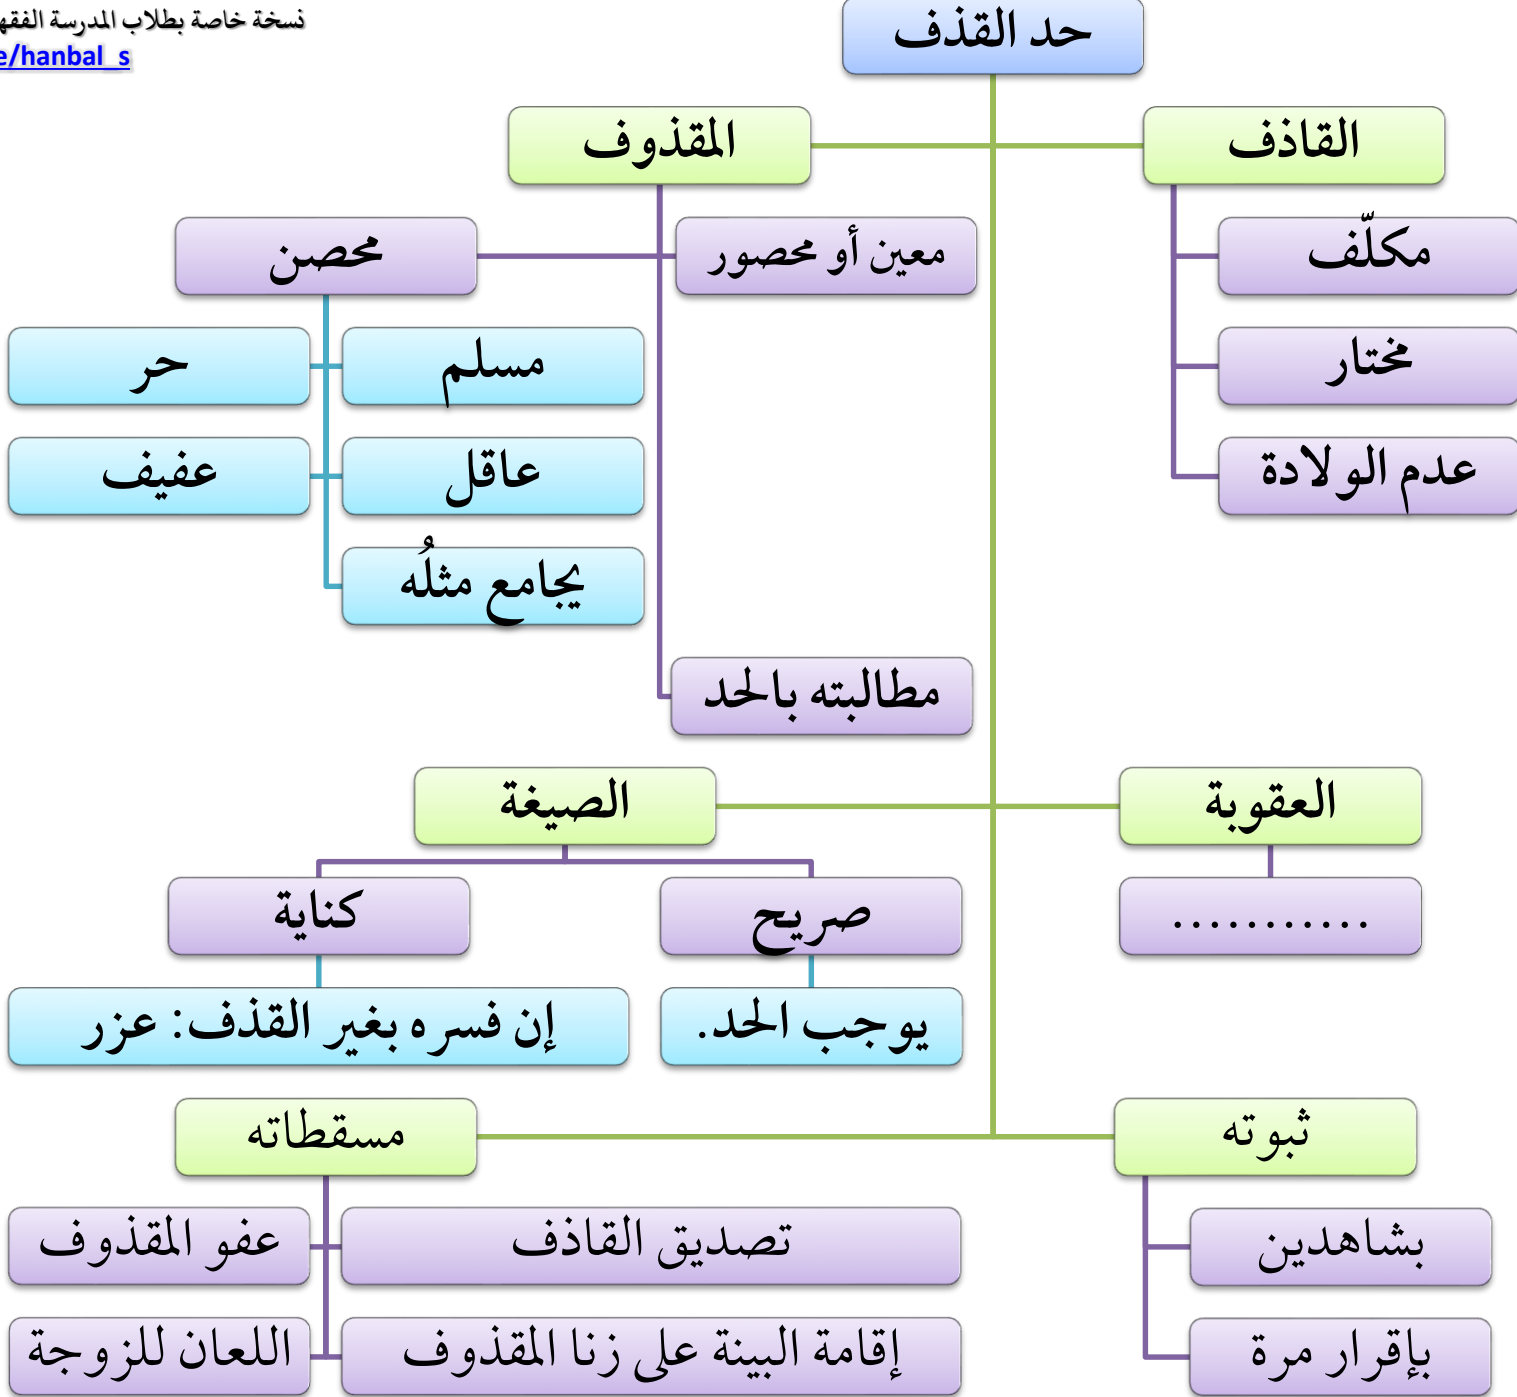 نسخة خاصة بطلاب المدرسة
e/hanbal_s
حد القذف
القاذف
المقذوف
مكلّف
معين أو محصور
محصن
مختار
مسلم
حر
عدم الولادة
عاقل
عفيف
يجامع مثلُه
مطالبته بالحد
العقوبة
الصيغة
...........
صريح
كناية
يوجب الحد.
إن فسره بغير القذف: عزر
ثبوته
مسقطاته
بشاهدين
تصديق القاذف
عفو المقذوف
بإقرار مرة
إقامة البينة على زنا المقذوف
اللعان للزوجة